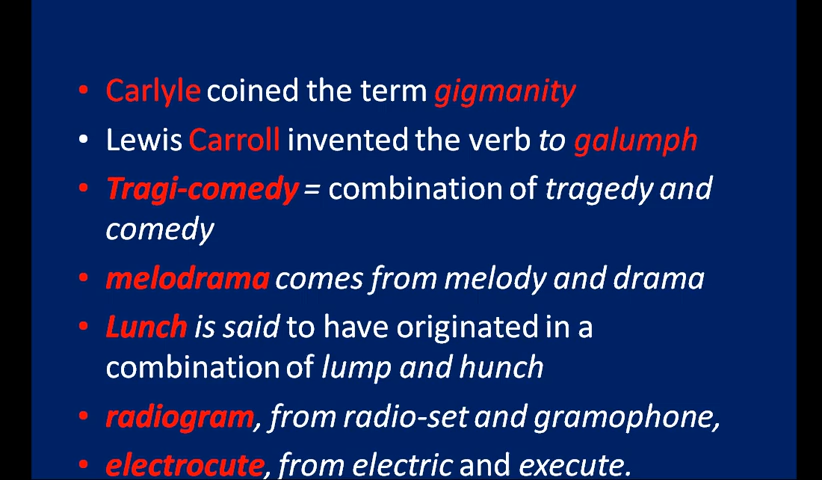 • Carlyle coined the term gigmanity
• Lewis Carroll invented the verb to galumph
• Tragi-comedy = combination of tragedy and
comedy
• melodrama comes from melody and drama
• Lunch is said to have originated in a
combination of lump and hunch
• radiogram, from radio-set and gramophone,
• electrocute, from electric and execute.